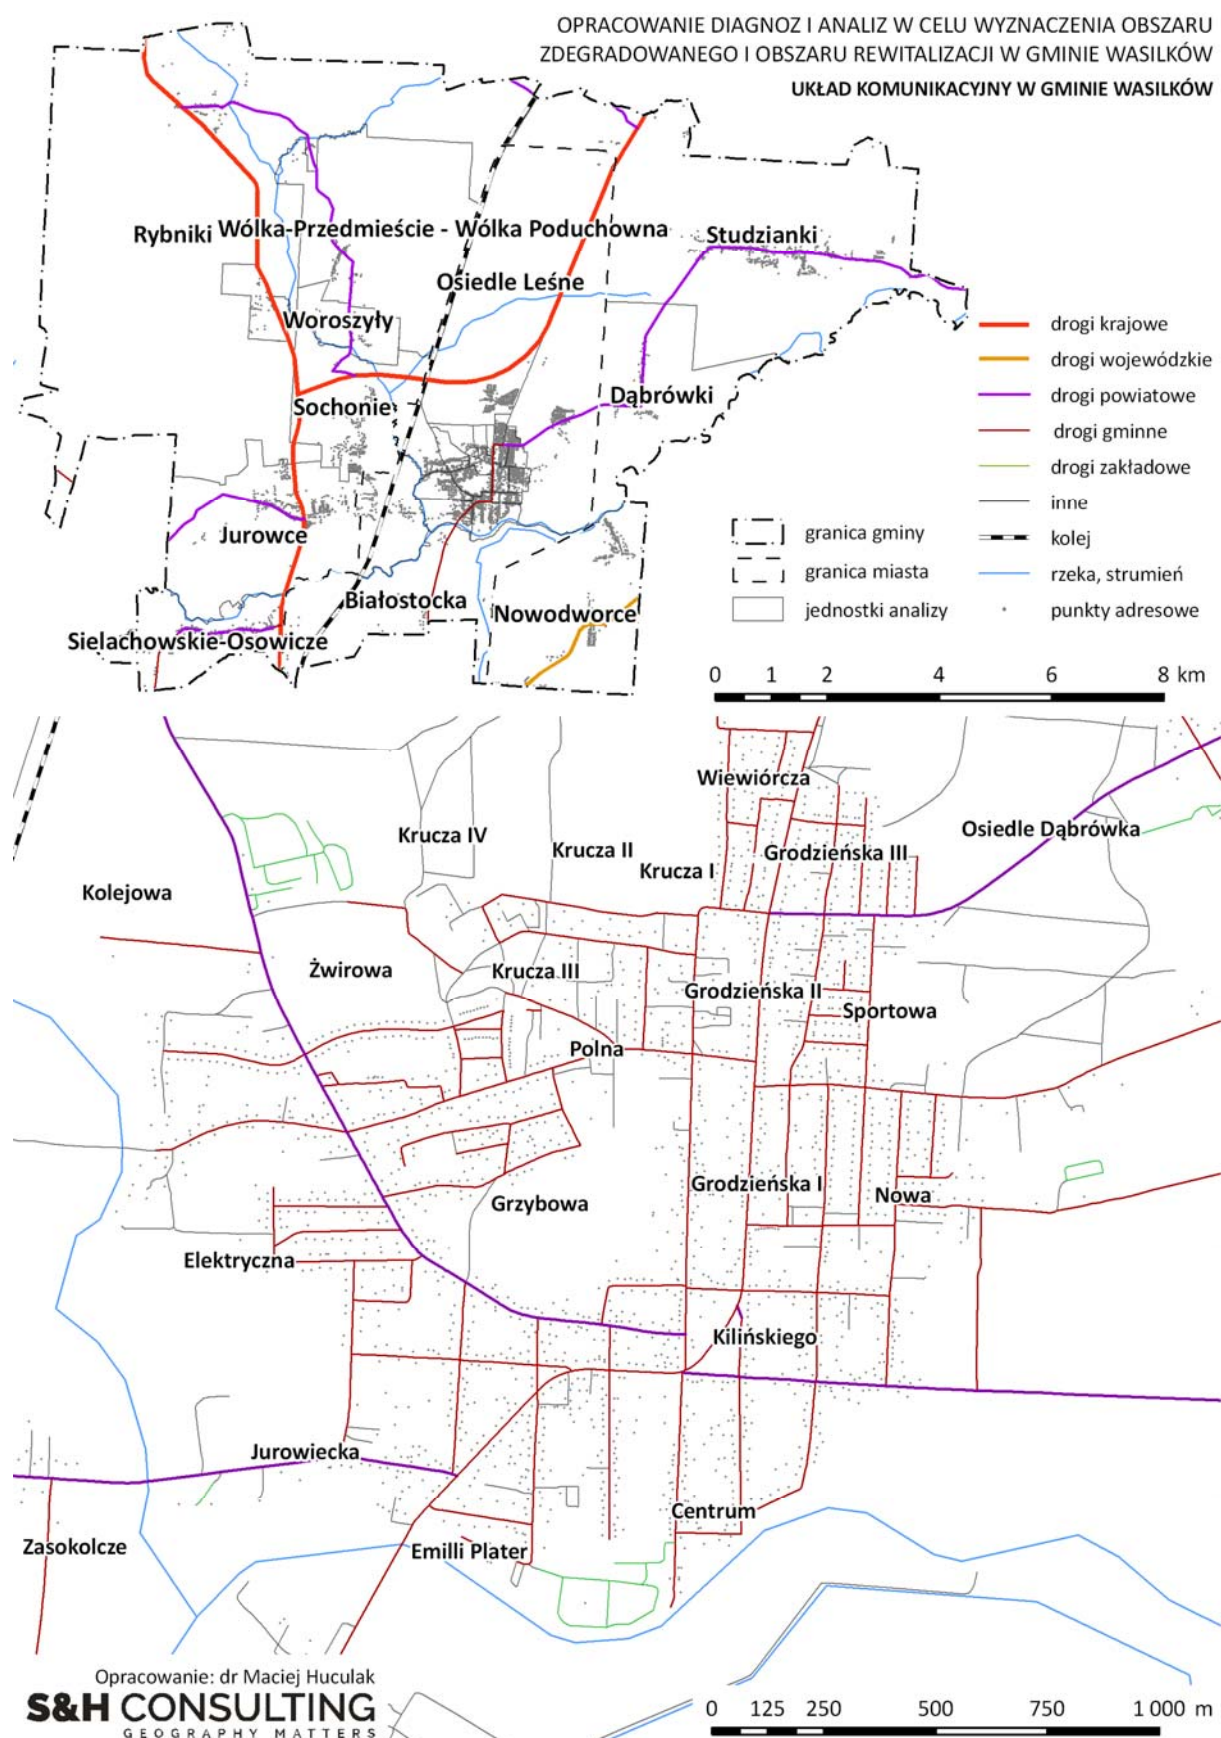 OPRACOWANIE DIAGNOZ I ANALIZ W CELU WYZNACZENIA OBSZARU
ZDEGRADOWANEGO I OBSZARU REWITALIZACJI W GMINIE WASILKÓW
UKŁAD KOMUNIKACYJNY W GMINIE WASILKÓW
Rybniki
Wólka-Przedmieście - Wólka Poduchowna
Studzianki
Osiedle Leśne
Woroszyły
Sochonie
Dąbrówki
Jurowce
Białostocka
Nowodworce
Sielachowskie-Osowicze
drogi krajowe
drogi wojewódzkie
drogi powiatowe
drogi gminne
drogi zakładowe
inne
granica gminy
kolej
granica miasta
rzeka, strumień
jednostki analizy
punkty adresowe
0 1 2 4 6 8 km
Wiewiórcza
Krucza IV
Krucza II
Krucza I
Grodzieńska III
Osiedle Dąbrówka
Kolejowa
Żwirowa
Krucza III
Grodzieńska II
Sportowa
Polna
Grodzieńska I
Nowa
Grzybowa
Elektryczna
Kilińskiego
Jurowiecka
Centrum
Zasokolcze
Emilli Plater
Opracowanie: dr Maciej Huculak
S&H CONSULTING
GEOGRAPHY MATTERS
0 125 250 500 750 1 000 m